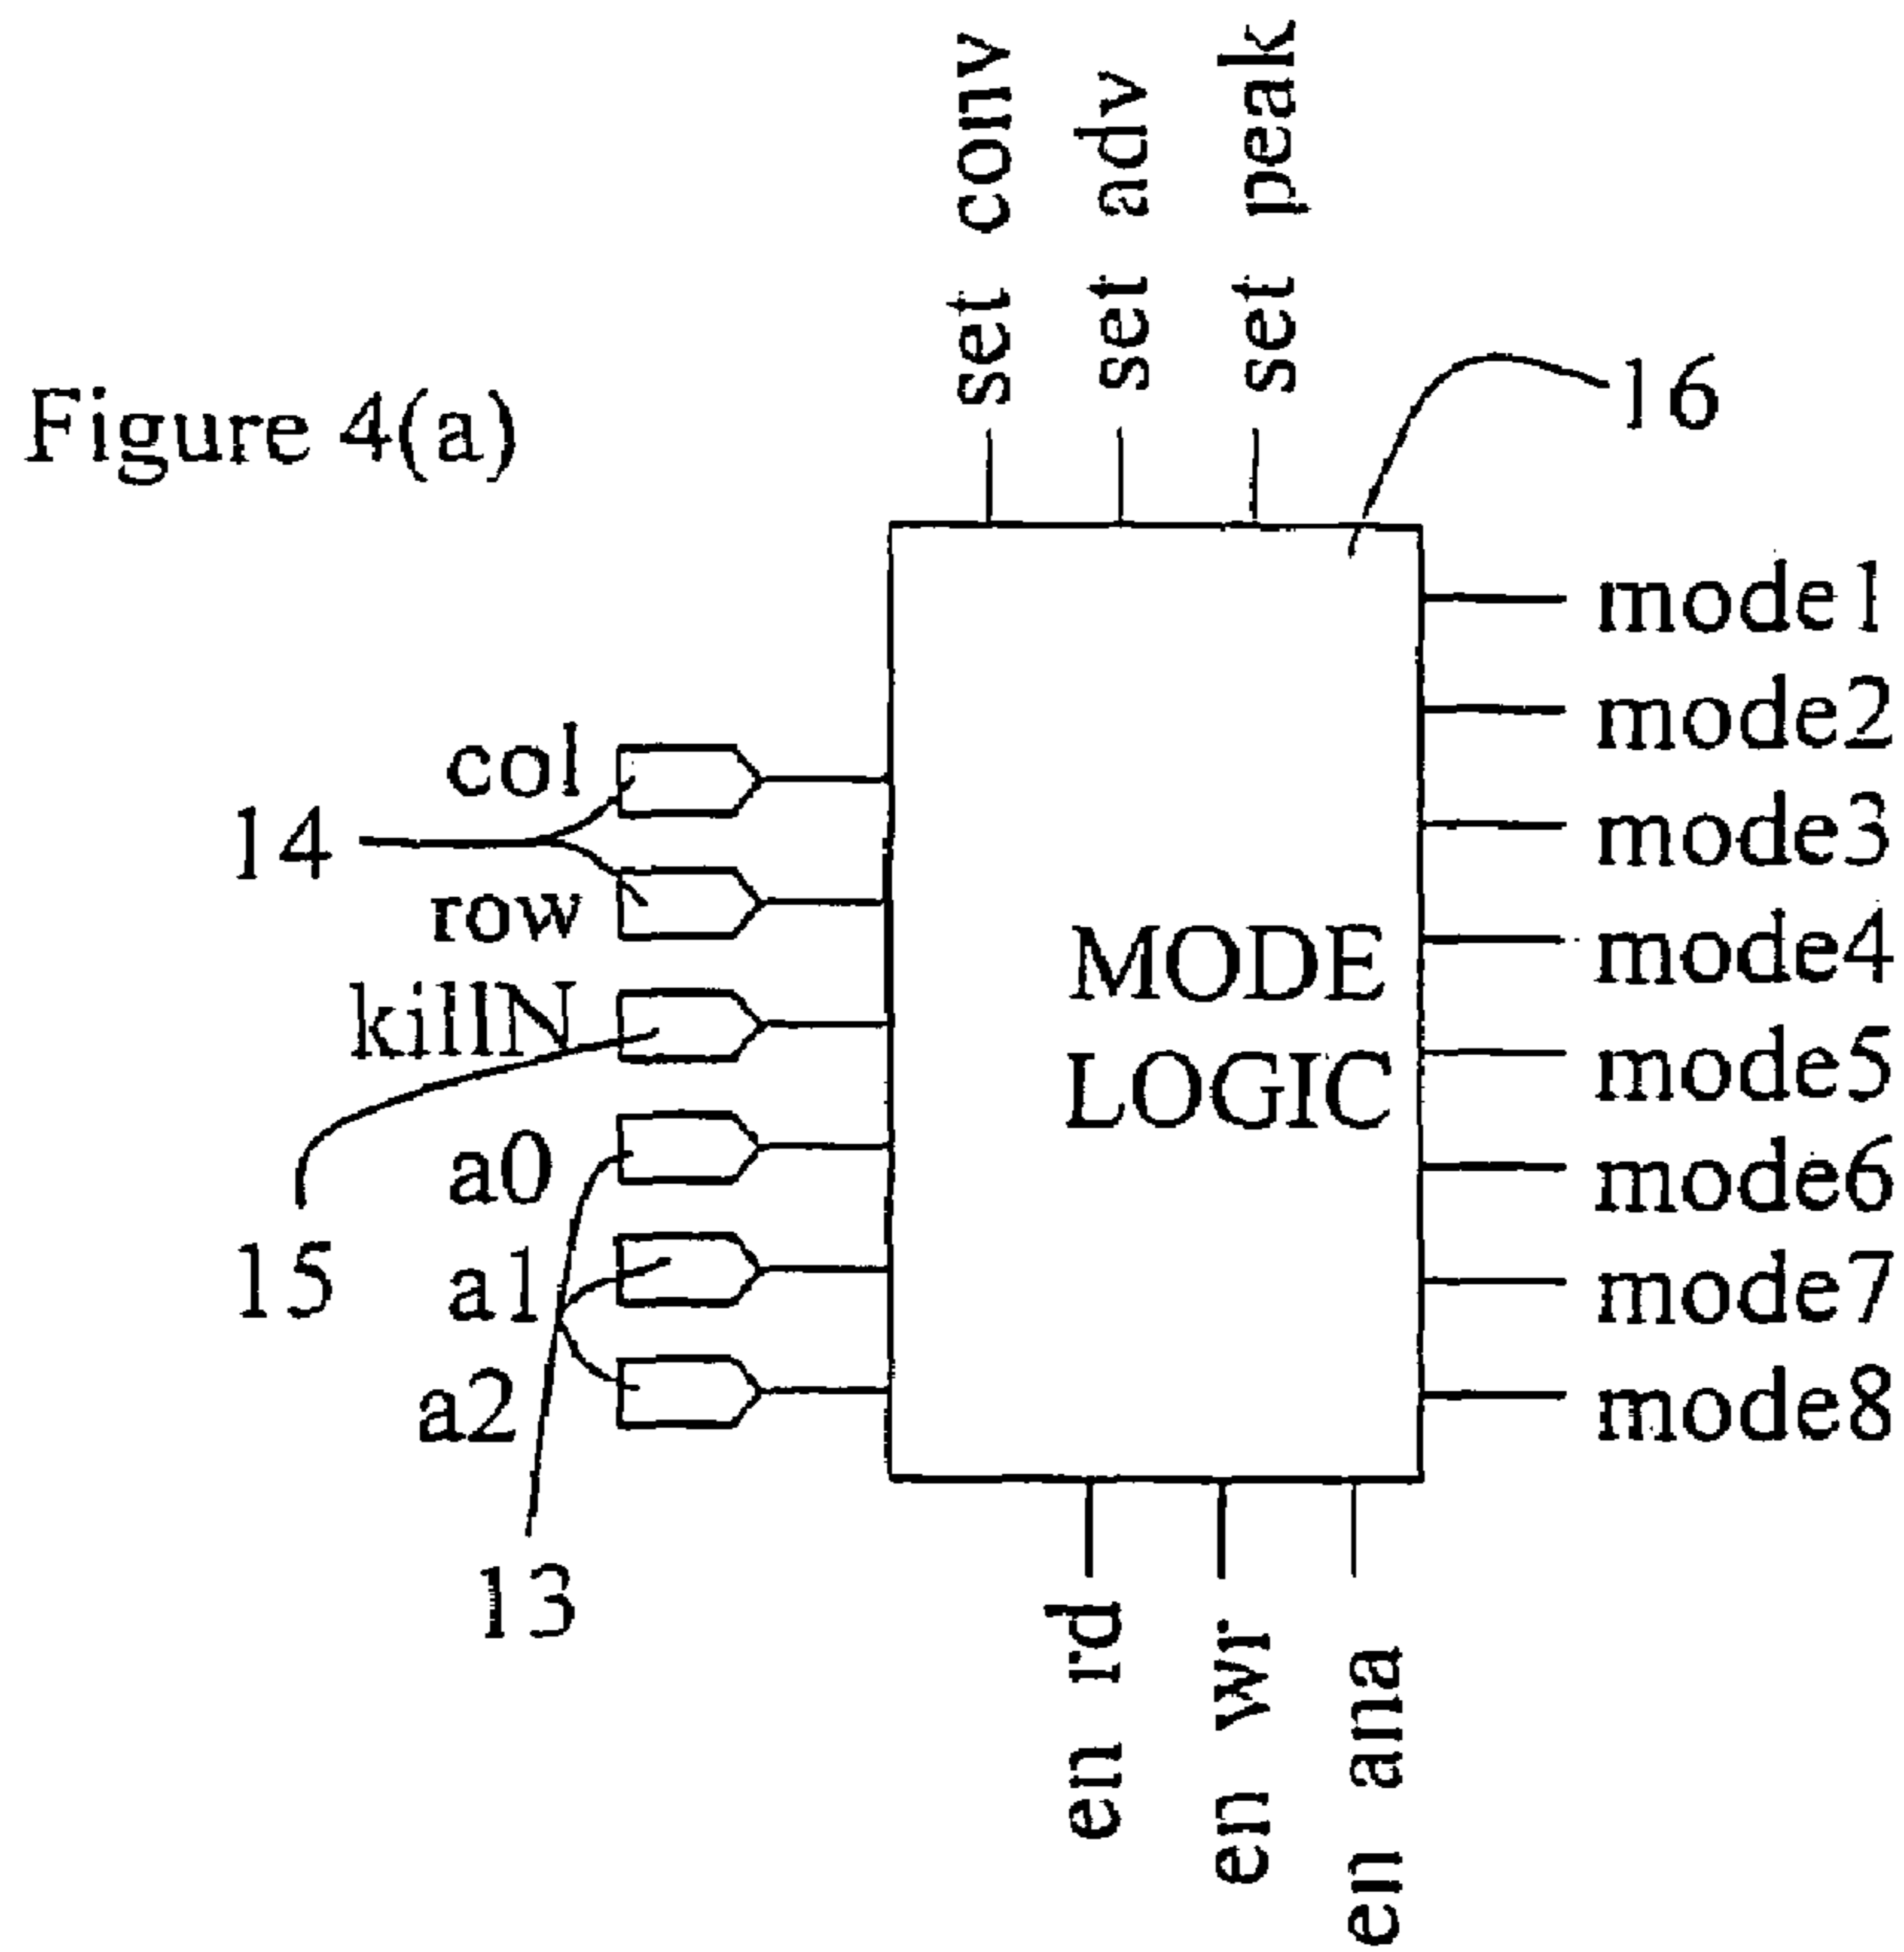 set conv
set adv
set peak
Figure 4(a)
16
mode1
mode2
mode3
mode4
mode5
mode6
mode7
mode8
col
14
row
killN
a0
15
a1
a2
13
MODE
LOGIC
en rd
en wr
en ana